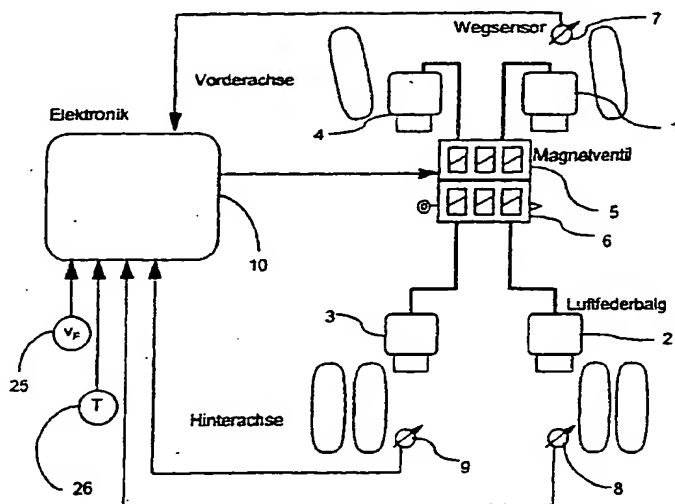 Wegsensor
7
Vorderachse
4
1
Elektronik
Magnetventil
5
6
10
3
Luftfederbalg
2
vF
25
T
Hinterachse
26
9
8